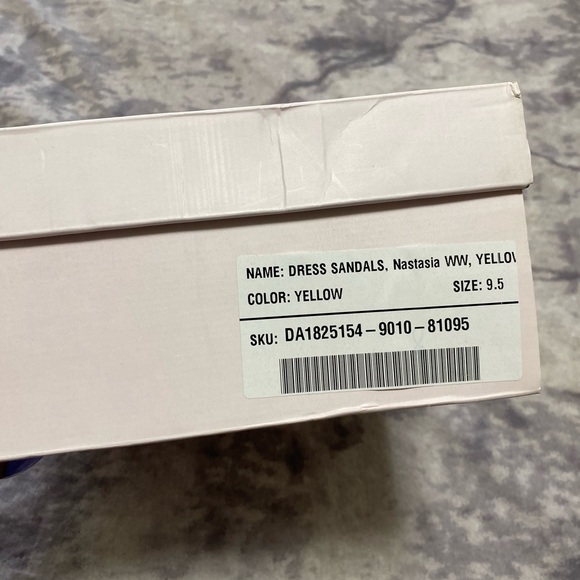 NAME: DRESS SANDALS, Nastasia WW, YELLOW
COLOR: YELLOW SIZE: 9.5
SKU: DA1825154-9010-81095